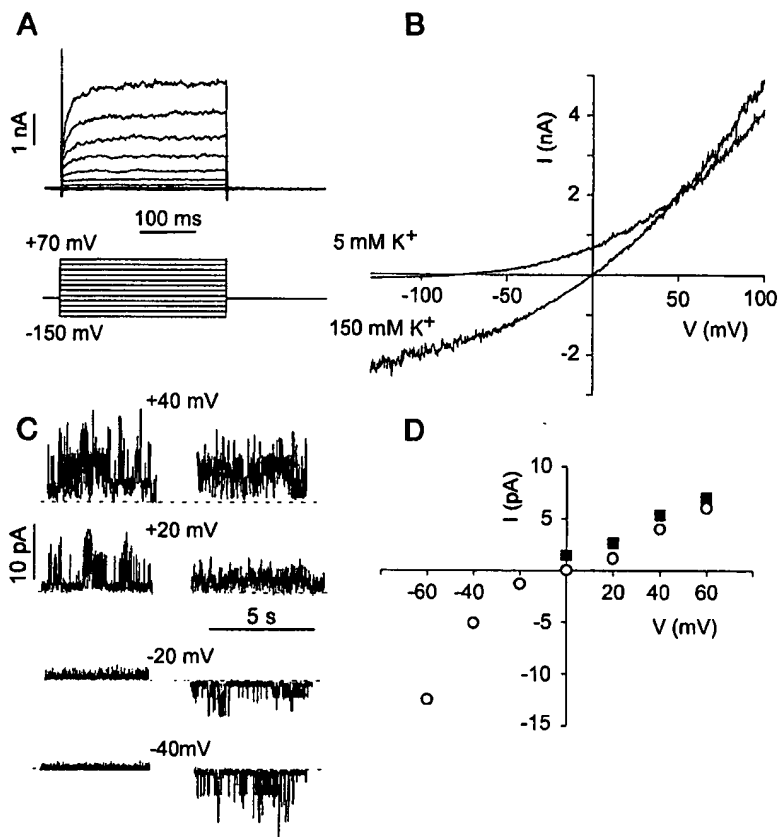 A
1 nA
100 ms
+70 mV
-150 mV
B
4
I (nA)
2
5 mM K+
-100
-50
50
100
V (mV)
150 mM K+
-2
C
+40 mV
10 pA
+20 mV
5 s
-20 mV
-40mV
D
10
I (pA)
5
-60
-40
20
40
60
V (mV)
-5
-10
-15